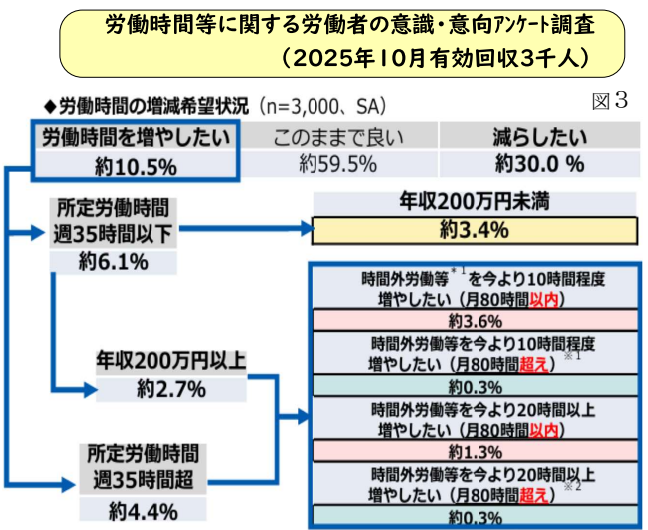 労働時間等に関する労働者の意識・意向ｱﾝｹｰﾄ調査
（2025年10月有効回収3千人）
図３
◆労働時間の増減希望状況（n=3,000、SA）
労働時間を増やしたい
このままで良い
減らしたい
約10.5%
約59.5%
約30.0 %
所定労働時間
週35時間以下
約6.1%
年収200万円未満
約3.4%
時間外労働等＊１を今より10時間程度
増やしたい（月80時間以内）
約3.6%
時間外労働等を今より10時間程度
増やしたい（月80時間超え）※１
約0.3%
年収200万円以上
約2.7%
時間外労働等を今より20時間以上
増やしたい（月80時間以内）
約1.3%
所定労働時間
週35時間超
約4.4%
時間外労働等を今より20時間以上
増やしたい（月80時間超え）※２
約0.3%